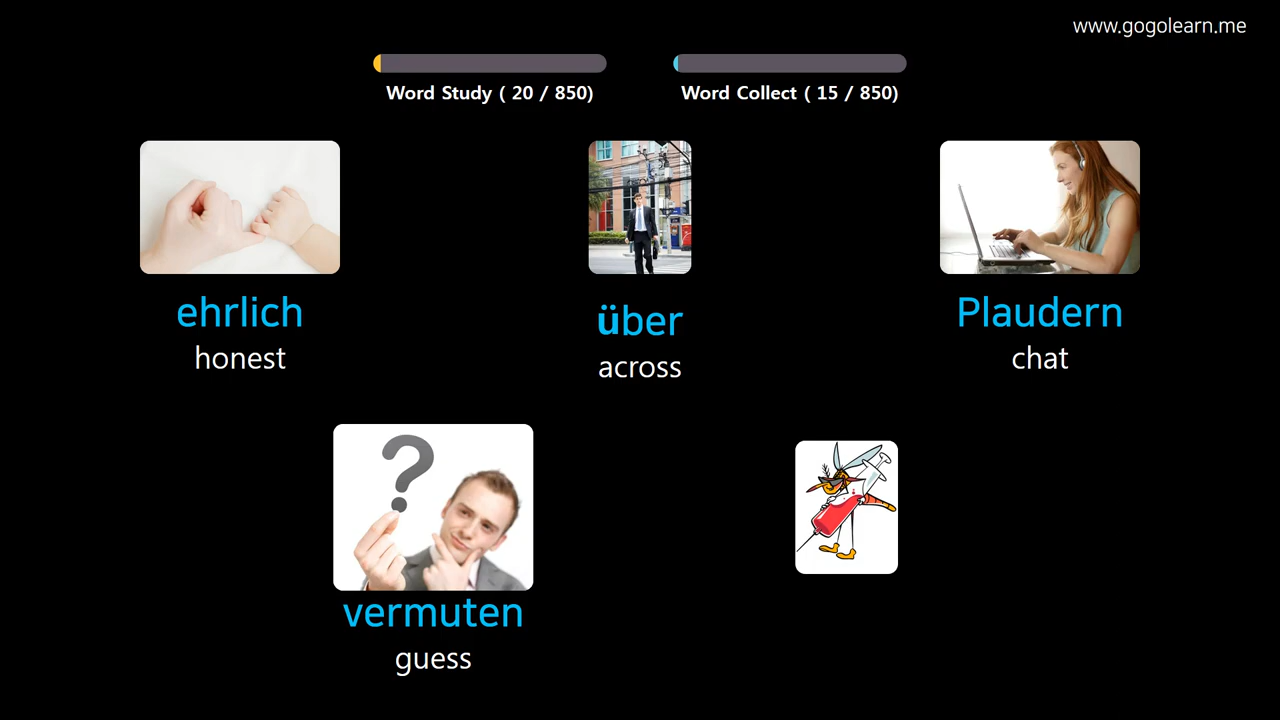 www.gogolearn.me
Word Study ( 20 / 850)
Word Collect ( 15 / 850)
ehrlich
honest
über
across
Plaudern
chat
vermuten
guess